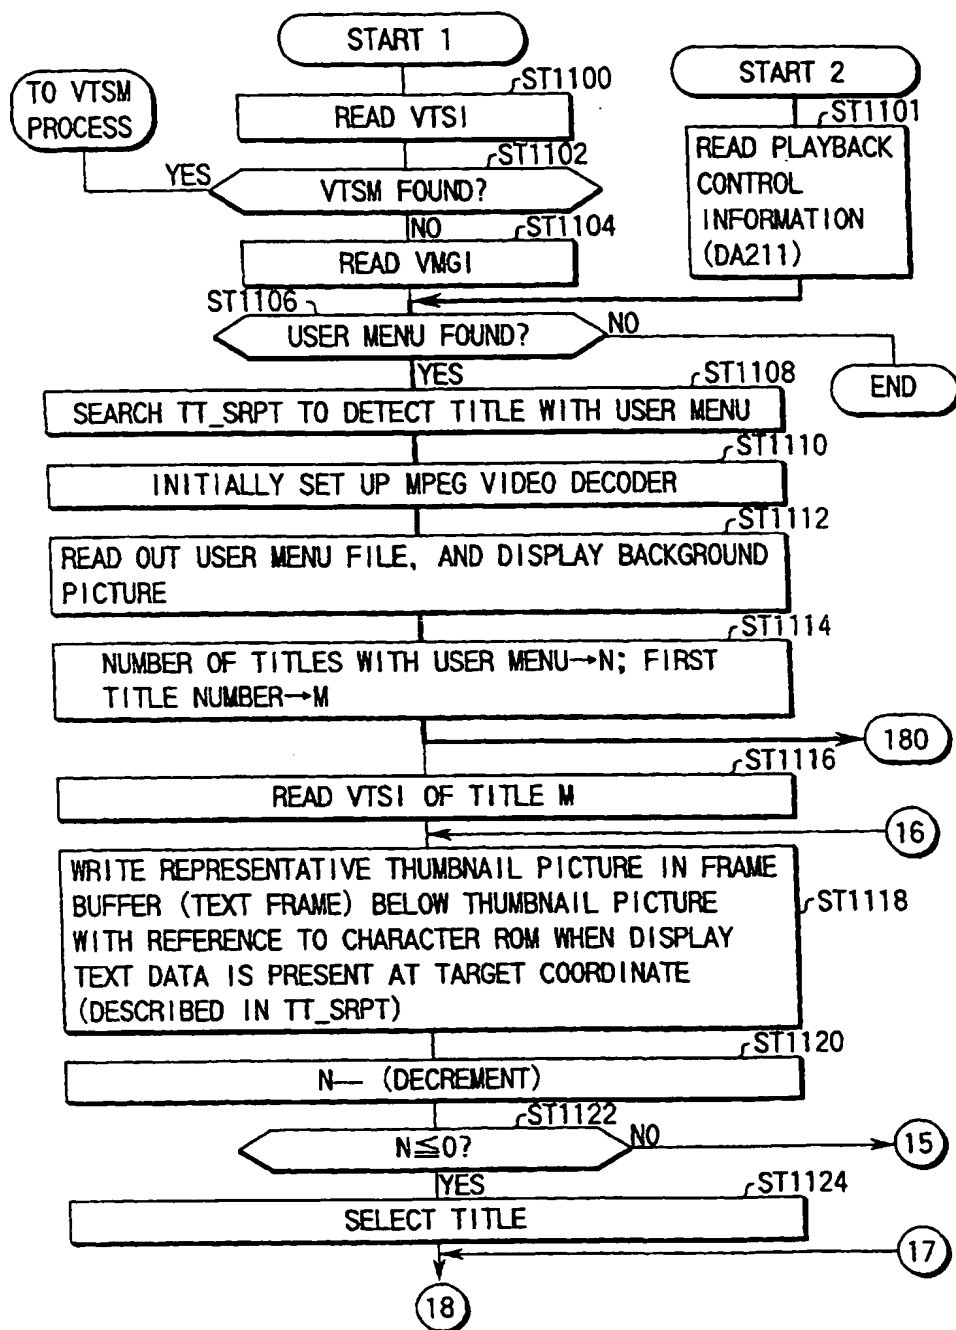 START 1
START 2
TO VTSM
PROCESS
ST1100
READ VTSI
ST1101
READ PLAYBACK
CONTROL
INFORMATION
(DA211)
ST1102
YES
VTSM FOUND?
NO
ST1104
READ VMGI
ST1106
USER MENU FOUND?
NO
END
YES
ST1108
SEARCH TT_SRPT TO DETECT TITLE WITH USER MENU
ST1110
INITIALLY SET UP MPEG VIDEO DECODER
ST1112
READ OUT USER MENU FILE, AND DISPLAY BACKGROUND
PICTURE
ST1114
NUMBER OF TITLES WITH USER MENU→N; FIRST
TITLE NUMBER→M
180
ST1116
READ VTSI OF TITLE M
16
WRITE REPRESENTATIVE THUMBNAIL PICTURE IN FRAME
BUFFER (TEXT FRAME) BELOW THUMBNAIL PICTURE
WITH REFERENCE TO CHARACTER ROM WHEN DISPLAY
TEXT DATA IS PRESENT AT TARGET COORDINATE
(DESCRIBED IN TT_SRPT)
ST1118
ST1120
N— (DECREMENT)
ST1122
N≦0?
NO
15
YES
ST1124
SELECT TITLE
17
18